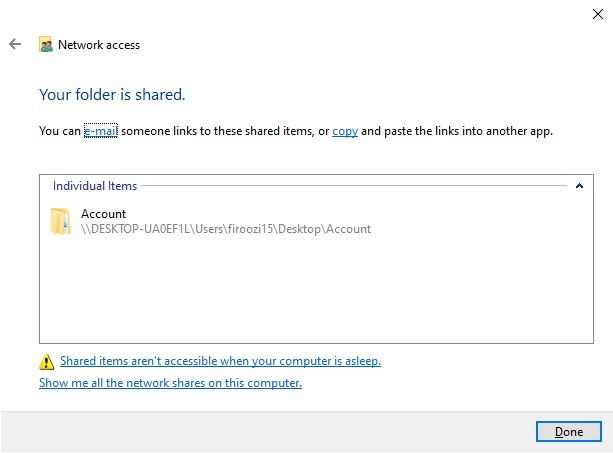 Network access
Your folder is shared.
You can e-mail someone links to these shared items, or copy and paste the links into another app.
Individual Items
Account
\\DESKTOP-UA0EF1L\Users\firoozi15\Desktop\Account
Shared items aren't accessible when your computer is asleep.
Show me all the network shares on this computer.
Done